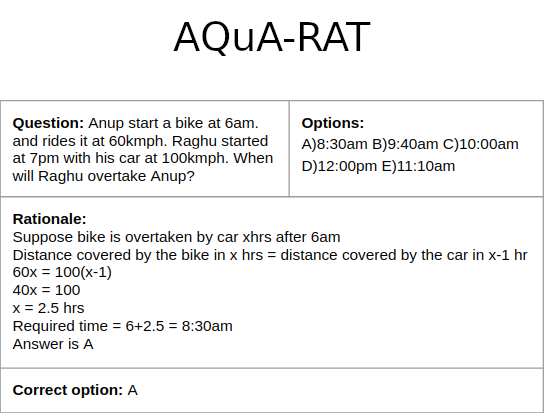 AQuA-RAT
Question: Anup start a bike at 6am.
and rides it at 60kmph. Raghu started
at 7pm with his car at 100kmph. When
will Raghu overtake Anup?
Options:
A)8:30am B)9:40am C)10:00am
D)12:00pm E)11:10am
Rationale:
Suppose bike is overtaken by car xhrs after 6am
Distance covered by the bike in x hrs = distance covered by the car in x-1 hr
60x = 100(x-1)
40x = 100
x = 2.5 hrs
Required time = 6+2.5 = 8:30am
Answer is A
Correct option: A